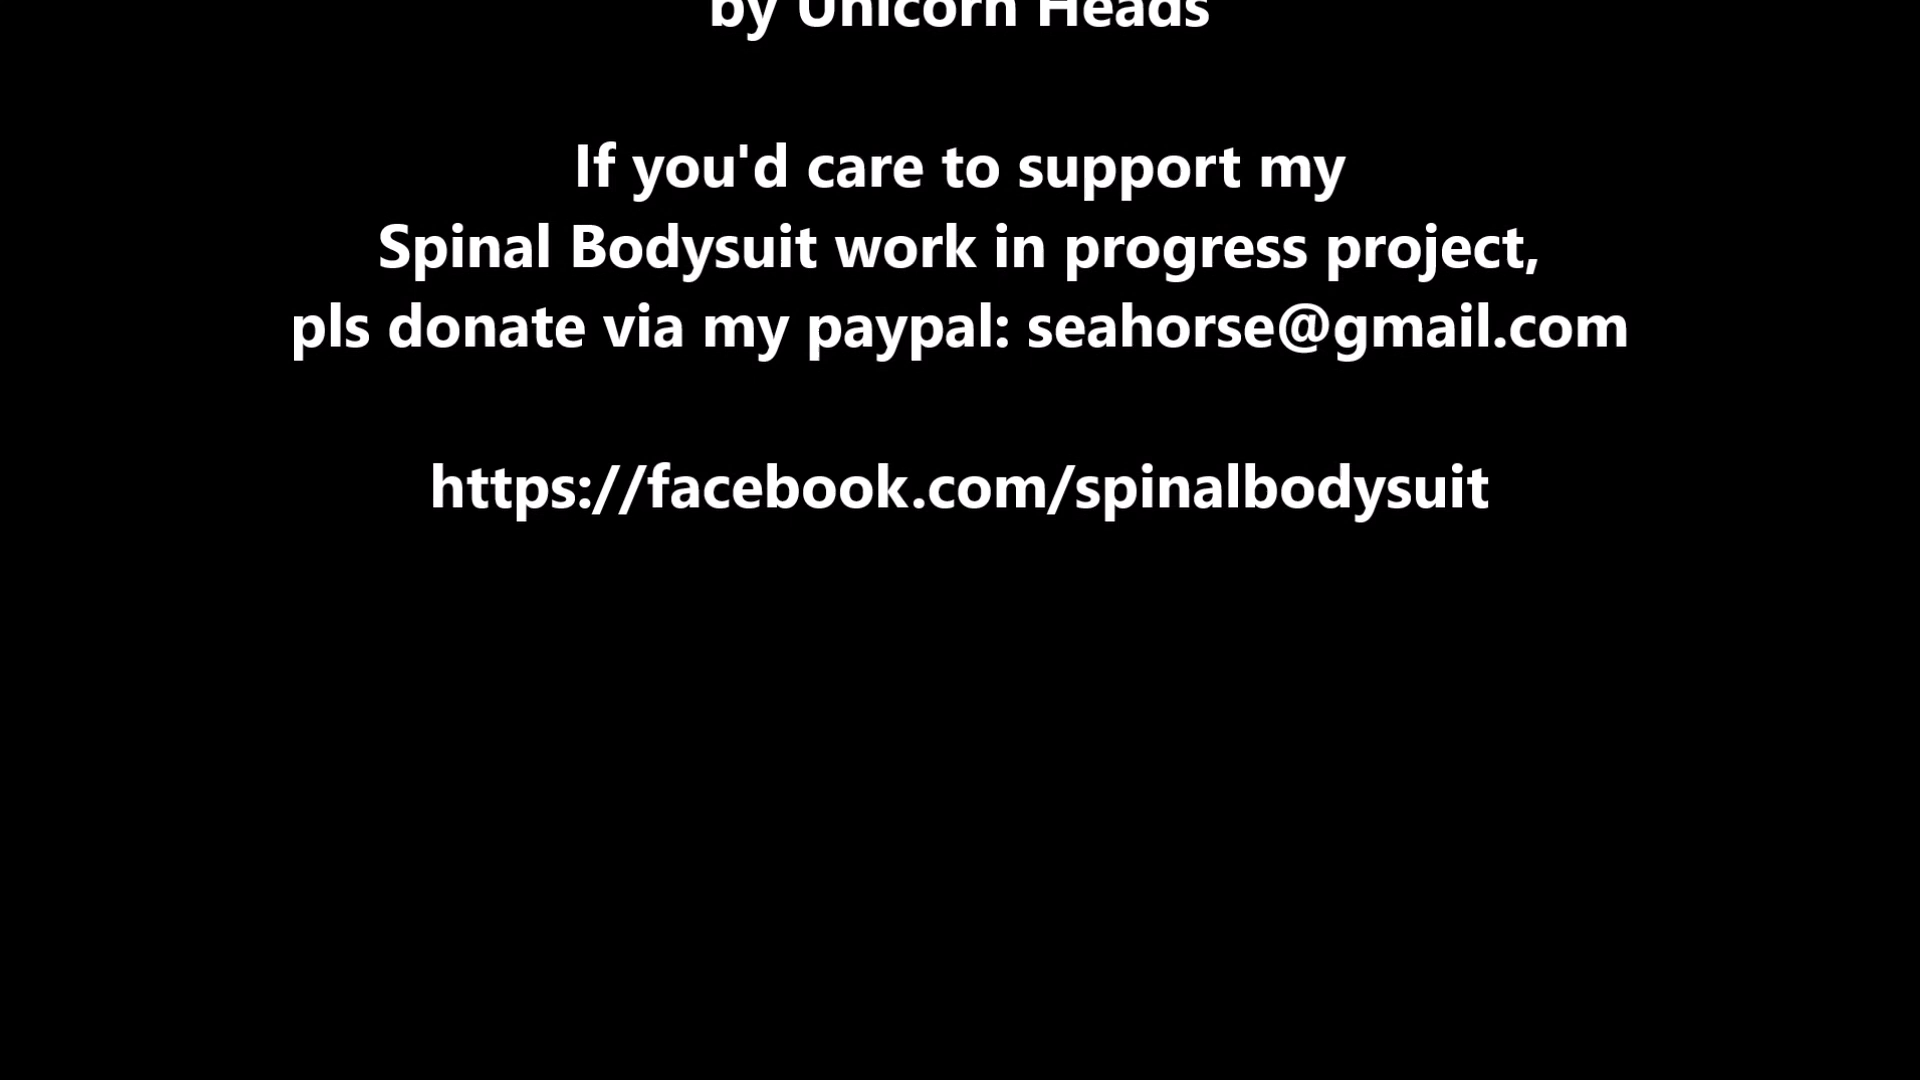 by Unicorn Heads
If you'd care to support my
Spinal Bodysuit work in progress project,
pls donate via my paypal: seahorse@gmail.com
https://facebook.com/spinalbodysuit